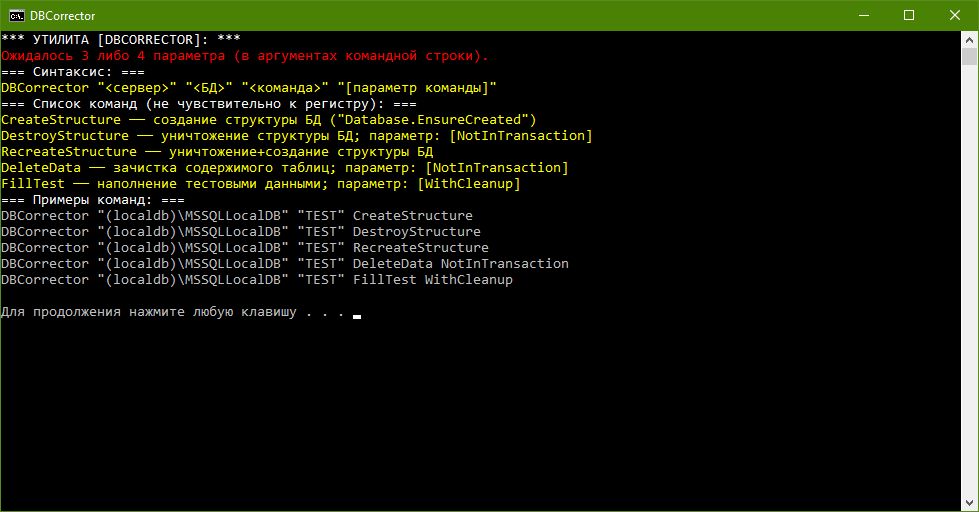 DBCorrector
*** УТИЛИТА [DBCORRECTOR]: ***
Ожидалось 3 либо 4 параметра (в аргументах командной строки).
=== Синтаксис: ===
DBCorrector "<сервер>" "<БД>" "<команда>" "[параметр команды]"
=== Список команд (не чувствительно к регистру): ===
CreateStructure —— создание структуры БД ("Database.EnsureCreated")
DestroyStructure —— уничтожение структуры БД; параметр: [NotInTransaction]
RecreateStructure —— уничтожение+создание структуры БД
DeleteData —— зачистка содержимого таблиц; параметр: [NotInTransaction]
FillTest —— наполнение тестовыми данными; параметр: [WithCleanup]
=== Примеры команд: ===
DBCorrector "(localdb)\MSSQLLocalDB" "TEST" CreateStructure
DBCorrector "(localdb)\MSSQLLocalDB" "TEST" DestroyStructure
DBCorrector "(localdb)\MSSQLLocalDB" "TEST" RecreateStructure
DBCorrector "(localdb)\MSSQLLocalDB" "TEST" DeleteData NotInTransaction
DBCorrector "(localdb)\MSSQLLocalDB" "TEST" FillTest WithCleanup
Для продолжения нажмите любую клавишу . . .